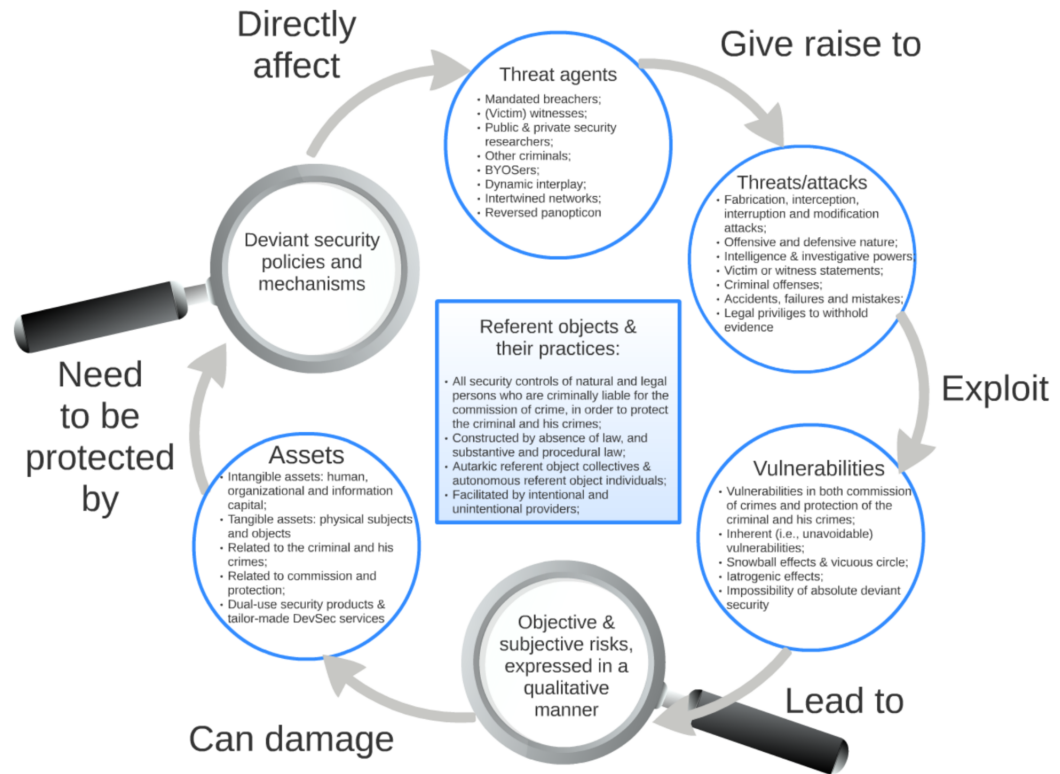 Directly
affect
Give raise to
Threat agents
• Mandated breachers;
• (Victim) witnesses;
• Public & private security
researchers;
• Other criminals;
• BYOSers;
• Dynamic interplay;
• Intertwined networks;
• Reversed panopticon
Threats/attacks
• Fabrication, interception,
interruption and modification
attacks;
• Offensive and defensive nature;
• Intelligence & investigative powers;
• Victim or witness statements;
• Criminal offenses;
• Accidents, failures and mistakes;
• Legal priviliges to withhold
evidence
Exploit
Vulnerabilities
• Vulnerabilities in both commission
of crimes and protection of the
criminal and his crimes;
• Inherent (i.e., unavoidable)
vulnerabilities;
• Snowball effects & vicuous circle;
• Iatrogenic effects;
• Impossibility of absolute deviant
security
Lead to
Objective &
subjective risks,
expressed in a
qualitative
manner
Can damage
Assets
• Intangible assets: human,
organizational and information
capital;
• Tangible assets: physical subjects
and objects
• Related to the criminal and his
crimes;
• Related to commission and
protection;
• Dual-use security products &
tailor-made DevSec services
Need
to be
protected
by
Deviant security
policies and
mechanisms
Referent objects &
their practices:
• All security controls of natural and legal
persons who are criminally liable for the
commission of crime, in order to protect
the criminal and his crimes;
• Constructed by absence of law, and
substantive and procedural law;
• Autarkic referent object collectives &
autonomous referent object individuals;
• Facilitated by intentional and
unintentional providers;